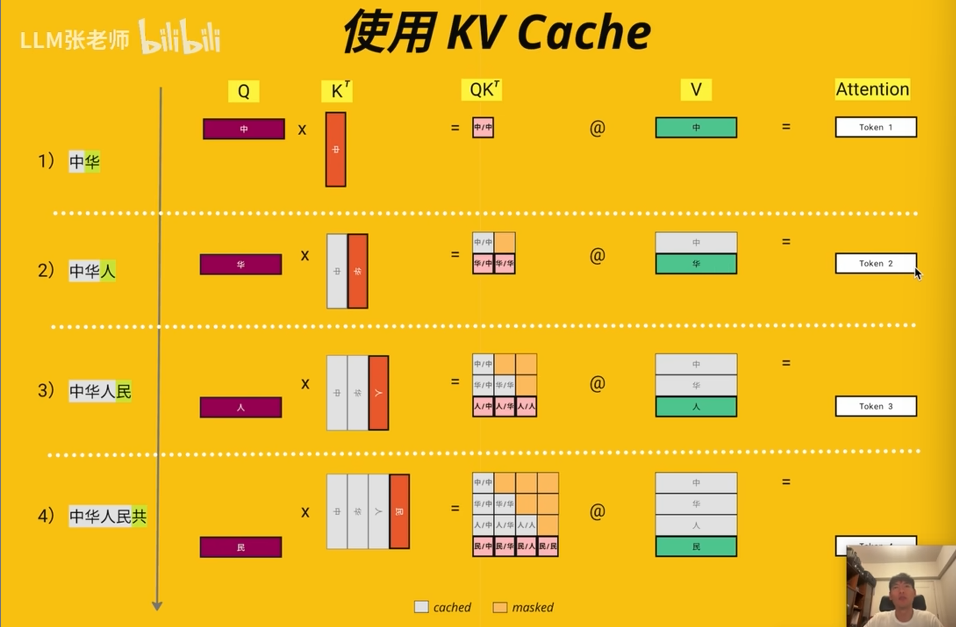 LLM张老师 bilibili
使用 KV Cache
Q Kᵀ QKᵀ V Attention
中 x 中 = 中/中 @ 中 = Token 1
1) 中华
2) 中华人
华 x 中 华 = 中/中 @ 中 =
华/中 华/华 华 Token 2
3) 中华人民
人 x 中 华 人 = 中/中 @ 中 =
华/中 华/华 华
人/中 人/华 人/人 人 Token 3
4) 中华人民共
民 x 中 华 人 民 = 中/中 @ 中 =
华/中 华/华 华
人/中 人/华 人/人 人
民/中 民/华 民/人 民/民 民
cached masked